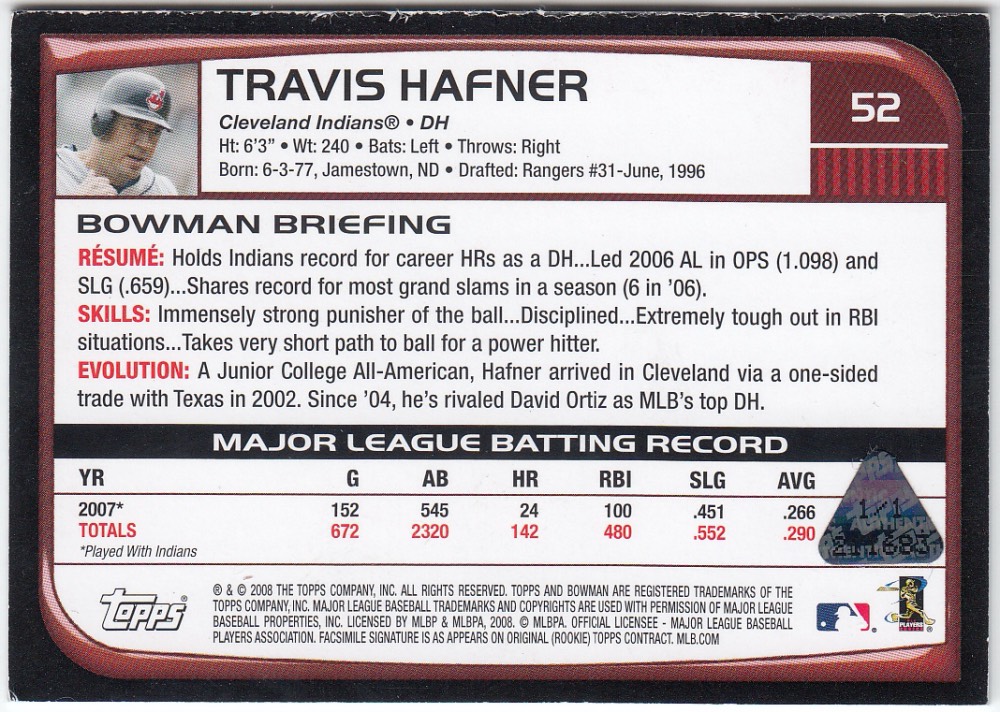 TRAVIS HAFNER
52
Cleveland Indians® • DH
Ht: 6'3" • Wt: 240 • Bats: Left • Throws: Right
Born: 6-3-77, Jamestown, ND • Drafted: Rangers #31-June, 1996
BOWMAN BRIEFING
RÉSUMÉ: Holds Indians record for career HRs as a DH...Led 2006 AL in OPS (1.098) and
SLG (.659)...Shares record for most grand slams in a season (6 in '06).
SKILLS: Immensely strong punisher of the ball...Disciplined...Extremely tough out in RBI
situations...Takes very short path to ball for a power hitter.
EVOLUTION: A Junior College All-American, Hafner arrived in Cleveland via a one-sided
trade with Texas in 2002. Since '04, he's rivaled David Ortiz as MLB's top DH.
MAJOR LEAGUE BATTING RECORD
YR G AB HR RBI SLG AVG
2007* 152 545 24 100 .451 .266
TOTALS 672 2320 142 480 .552 .290
*Played With Indians
Topps®
® & © 2008 THE TOPPS COMPANY, INC. ALL RIGHTS RESERVED. TOPPS AND BOWMAN ARE REGISTERED TRADEMARKS OF THE
TOPPS COMPANY, INC. MAJOR LEAGUE BASEBALL TRADEMARKS AND COPYRIGHTS ARE USED WITH PERMISSION OF MAJOR LEAGUE
BASEBALL PROPERTIES, INC. LICENSED BY MLBP & MLBPA, 2008. © MLBPA. OFFICIAL LICENSEE - MAJOR LEAGUE BASEBALL
PLAYERS ASSOCIATION. FACSIMILE SIGNATURE IS AS APPEARS ON ORIGINAL (ROOKIE) TOPPS CONTRACT. MLB.COM
PLAYERS